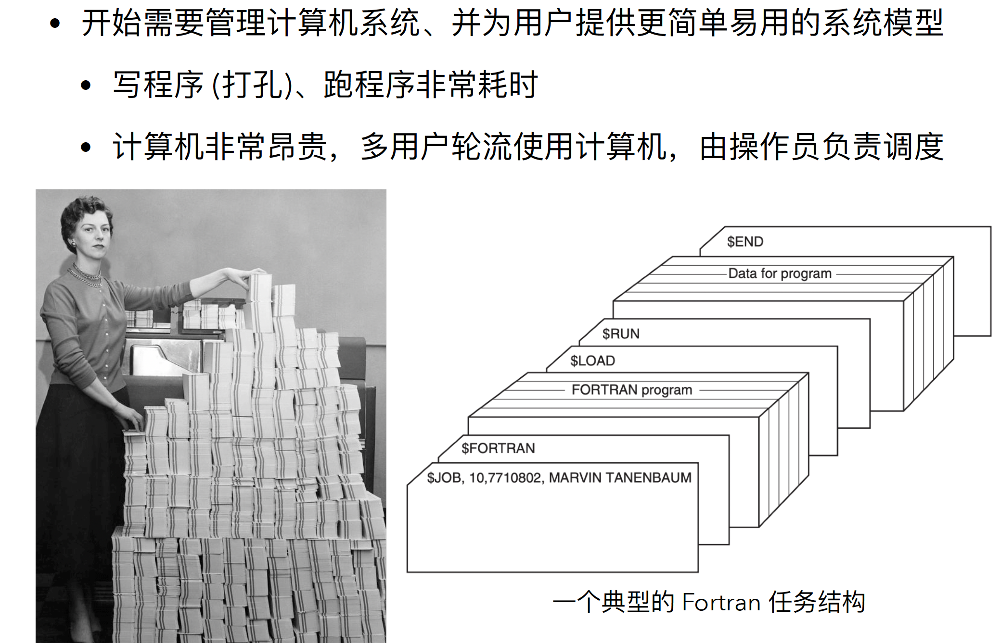 开始需要管理计算机系统、并为用户提供更简单易用的系统模型
写程序 (打孔)、跑程序非常耗时
计算机非常昂贵，多用户轮流使用计算机，由操作员负责调度
$END
Data for program
$RUN
$LOAD
FORTRAN program
$FORTRAN
$JOB, 10,7710802, MARVIN TANENBAUM
一个典型的 Fortran 任务结构